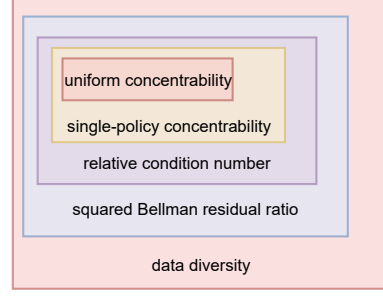 uniform concentrability
single-policy concentrability
relative condition number
squared Bellman residual ratio
data diversity